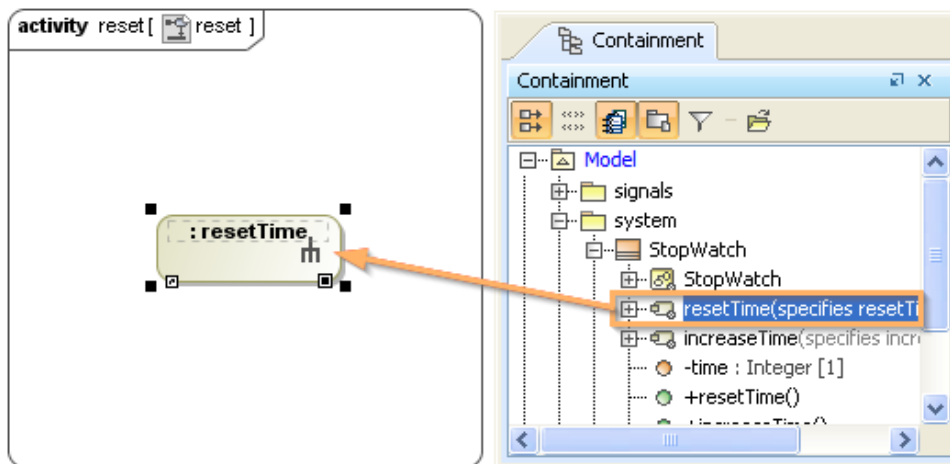 activity reset[ reset ]
: resetTime
Containment
Containment
Model
signals
system
StopWatch
StopWatch
resetTime(specifies resetTi
increaseTime(specifies incr
-time : Integer [1]
+resetTime()